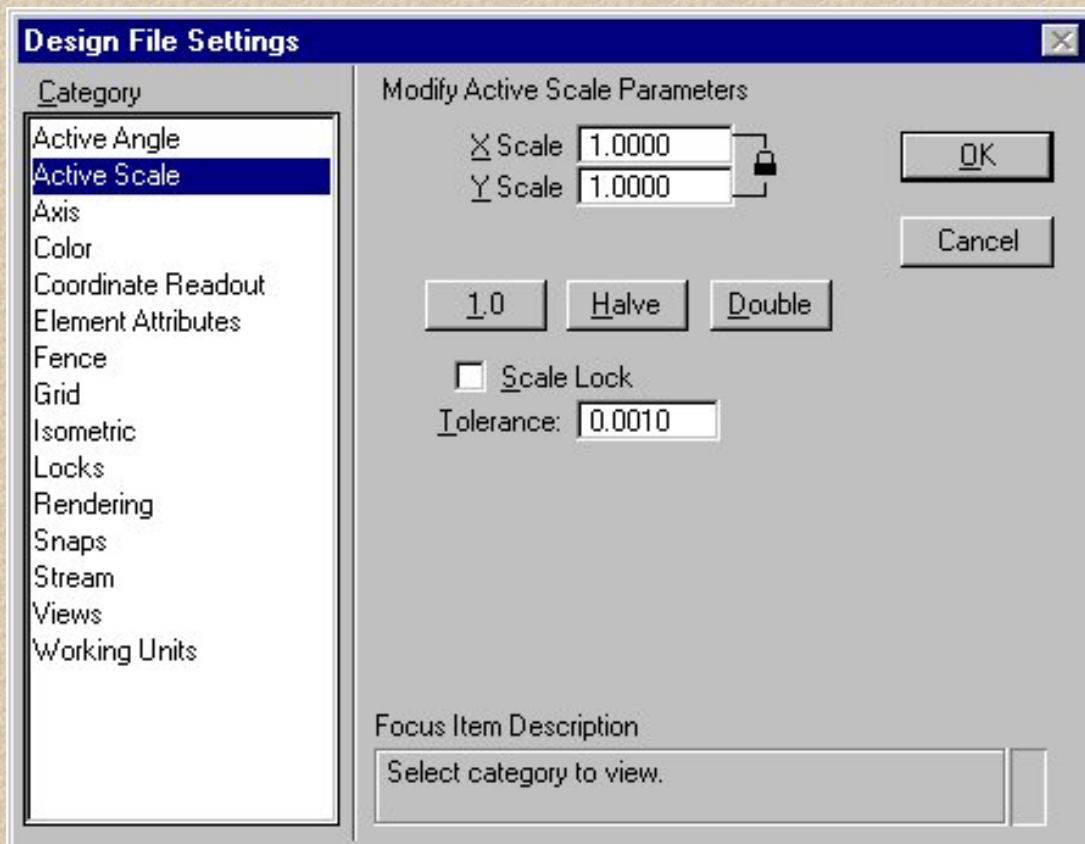 Design File Settings
Category
Active Angle
Active Scale
Axis
Color
Coordinate Readout
Element Attributes
Fence
Grid
Isometric
Locks
Rendering
Snaps
Stream
Views
Working Units
Modify Active Scale Parameters
X Scale 1.0000
Y Scale 1.0000
OK
Cancel
1.0 Halve Double
Scale Lock
Tolerance: 0.0010
Focus Item Description
Select category to view.